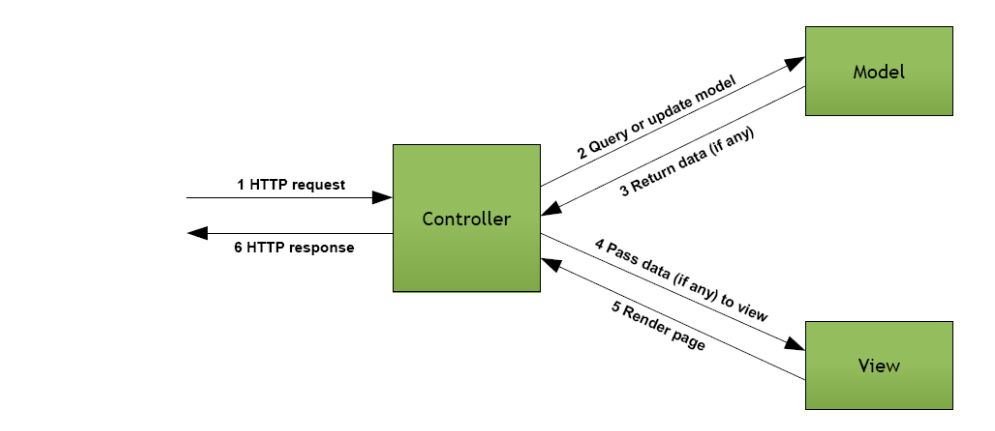 Model
2 Query or update model
3 Return data (if any)
1 HTTP request
Controller
6 HTTP response
4 Pass data (if any) to view
5 Render page
View